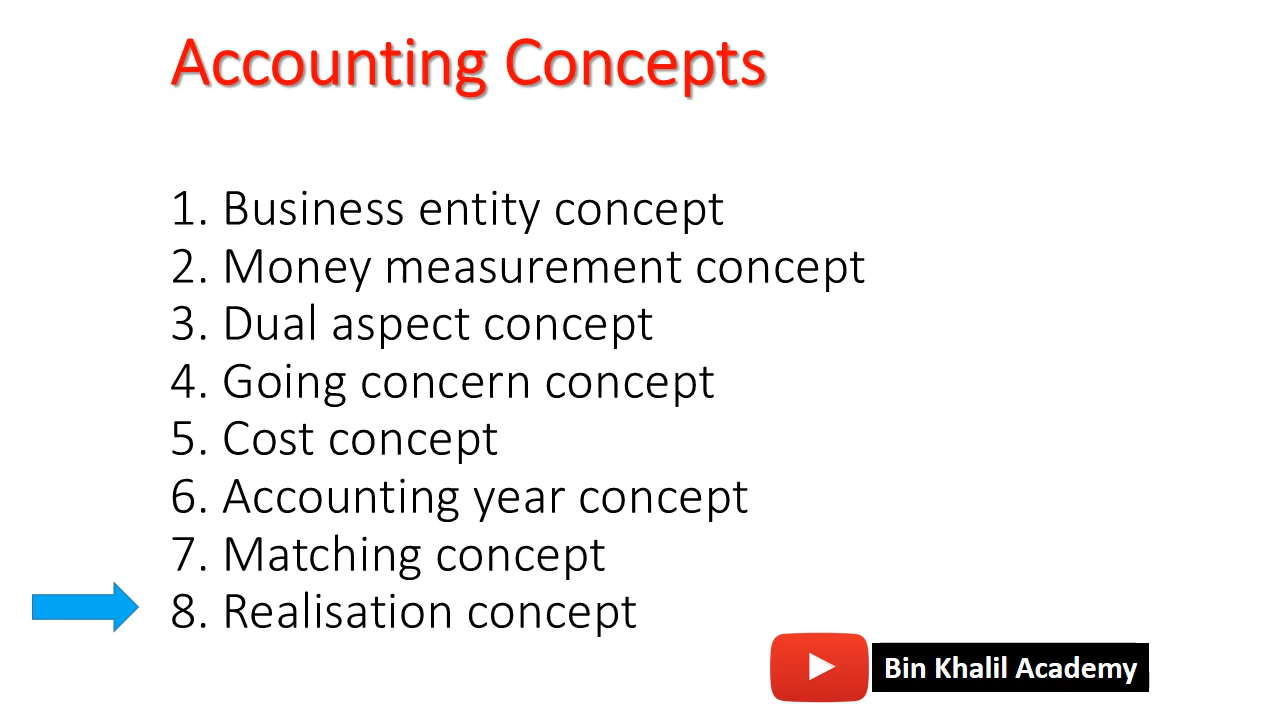 Accounting Concepts
1. Business entity concept
2. Money measurement concept
3. Dual aspect concept
4. Going concern concept
5. Cost concept
6. Accounting year concept
7. Matching concept
8. Realisation concept
Bin Khalil Academy